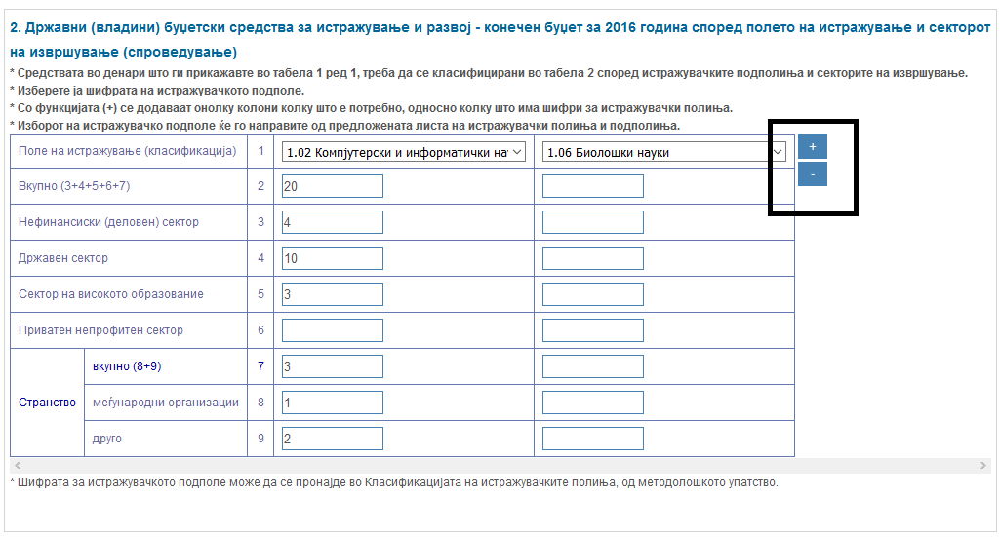 2. Државни (владини) буџетски средства за истражување и развој - конечен буџет за 2016 година според полето на истражување и секторот
на извршување (спроведување)
* Средствата во денари што ги прикажавте во табела 1 ред 1, треба да се класифицирани во табела 2 според истражувачките подполиња и секторите на извршување.
* Изберете ја шифрата на истражувачкото подполе.
* Со функцијата (+) се додаваат онолку колони колку што е потребно, односно колку што има шифри за истражувачки полиња.
* Изборот на истражувачко подполе ќе го направите од предложената листа на истражувачки полиња и подполиња.
Поле на истражување (класификација) 1 1.02 Компјутерски и информатички на 1.06 Биолошки науки +
-
Вкупно (3+4+5+6+7) 2 20
Нефинансиски (деловен) сектор 3 4
Државен сектор 4 10
Сектор на високото образование 5 3
Приватен непрофитен сектор 6
вкупно (8+9) 7 3
Странство меѓународни организации 8 1
друго 9 2
* Шифрата за истражувачкото подполе може да се пронајде во Класификацијата на истражувачките полиња, од методолошкото упатство.